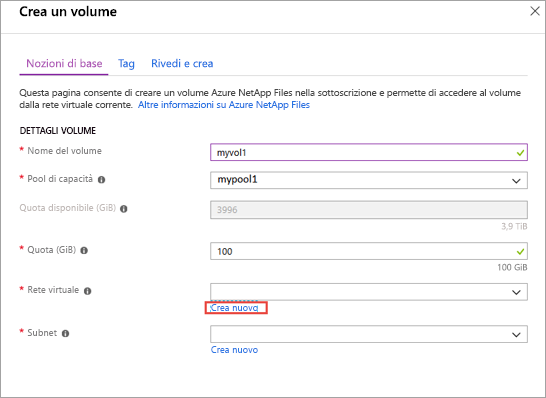 Crea un volume
Nozioni di base Tag Rivedi e crea
Questa pagina consente di creare un volume Azure NetApp Files nella sottoscrizione e permette di accedere al volume
dalla rete virtuale corrente. Altre informazioni su Azure NetApp Files
DETTAGLI VOLUME
* Nome del volume myvol1
* Pool di capacità mypool1
Quota disponibile (GiB) 3996
3,9 TiB
* Quota (GiB) 100
100 GiB
* Rete virtuale
Crea nuovo
* Subnet
Crea nuovo